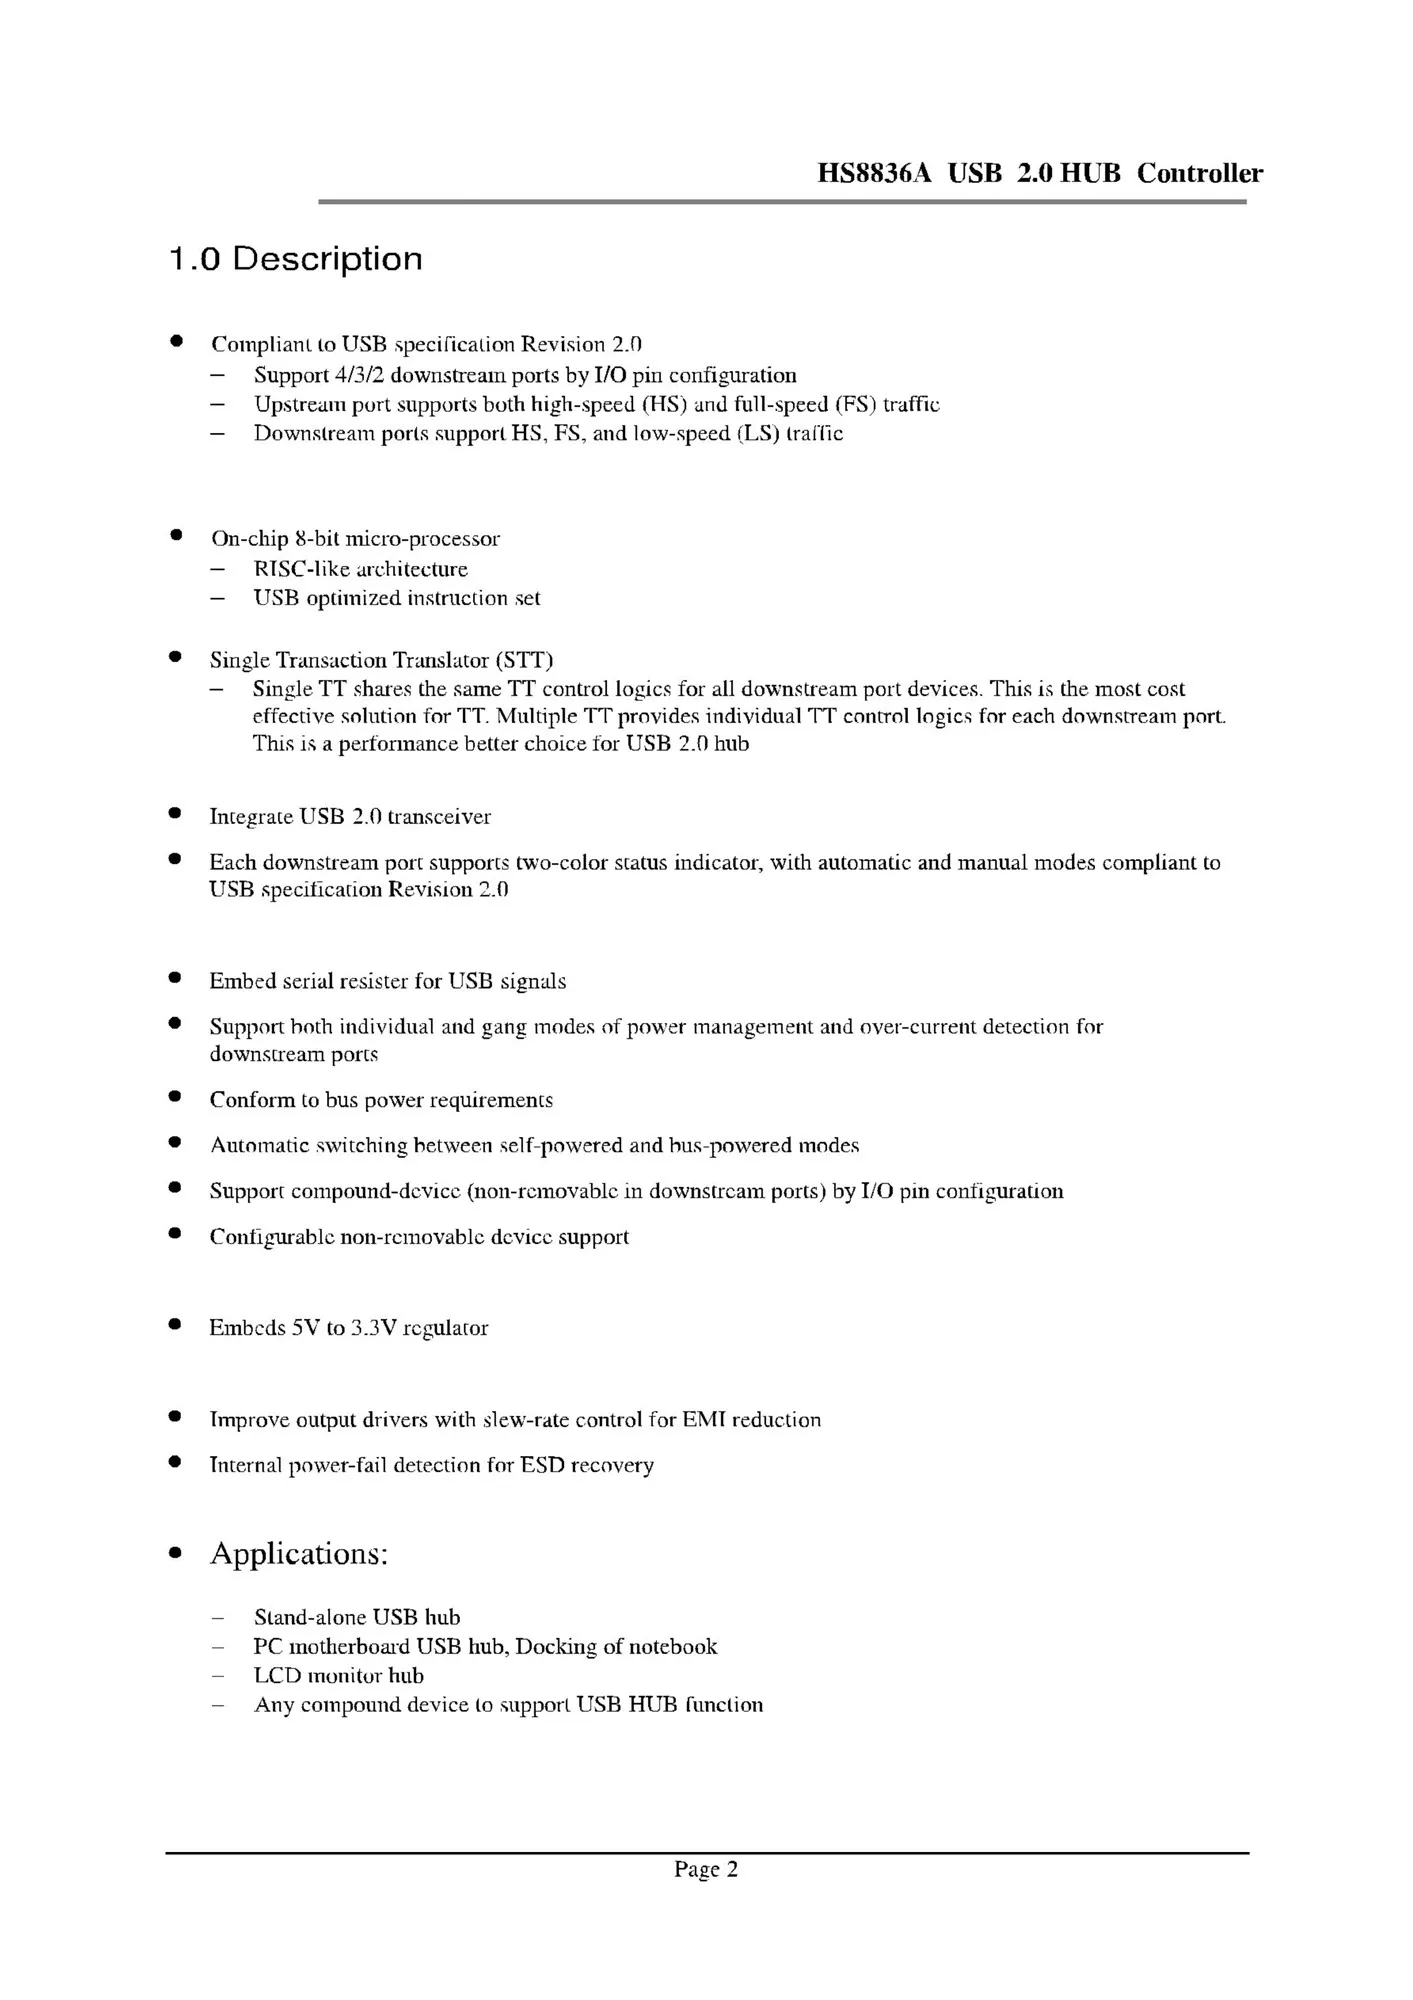 HS8836A USB 2.0 HUB Controller
1.0 Description
● Compliant to USB specification Revision 2.0
– Support 4/3/2 downstream ports by I/O pin configuration
– Upstream port supports both high-speed (HS) and full-speed (FS) traffic
– Downstream ports support HS, FS, and low-speed (LS) traffic
● On-chip 8-bit micro-processor
– RISC-like architecture
– USB optimized instruction set
● Single Transaction Translator (STT)
– Single TT shares the same TT control logics for all downstream port devices. This is the most cost
effective solution for TT. Multiple TT provides individual TT control logics for each downstream port.
This is a performance better choice for USB 2.0 hub
● Integrate USB 2.0 transceiver
● Each downstream port supports two-color status indicator, with automatic and manual modes compliant to
USB specification Revision 2.0
● Embed serial resister for USB signals
● Support both individual and gang modes of power management and over-current detection for
downstream ports
● Conform to bus power requirements
● Automatic switching between self-powered and bus-powered modes
● Support compound-device (non-removable in downstream ports) by I/O pin configuration
● Configurable non-removable device support
● Embeds 5V to 3.3V regulator
● Improve output drivers with slew-rate control for EMI reduction
● Internal power-fail detection for ESD recovery
● Applications:
– Stand-alone USB hub
– PC motherboard USB hub, Docking of notebook
– LCD monitor hub
– Any compound device to support USB HUB function
Page 2